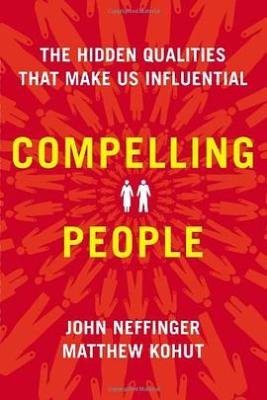 THE HIDDEN QUALITIES
THAT MAKE US INFLUENTIAL
COMPELLING
PEOPLE
JOHN NEFFINGER
MATTHEW KOHUT